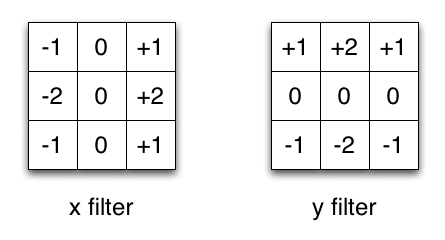 -1 0 +1
-2 0 +2
-1 0 +1
x filter
+1 +2 +1
0 0 0
-1 -2 -1
y filter